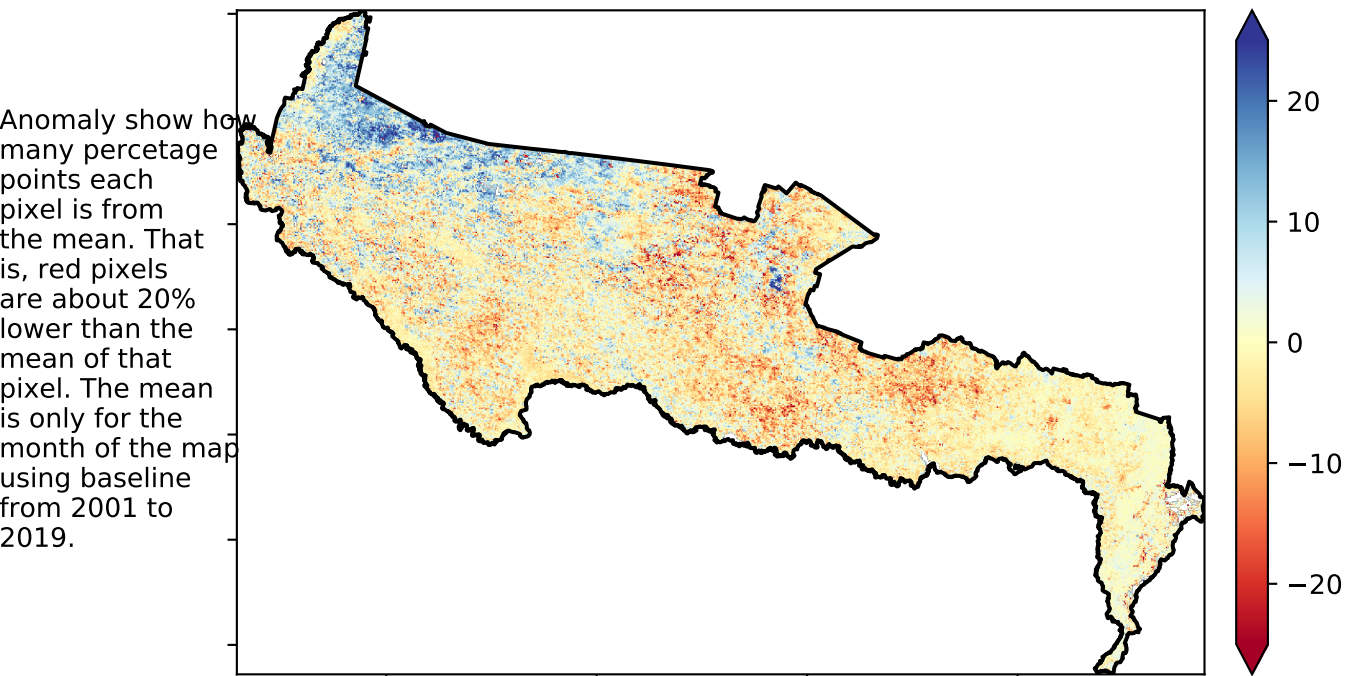 Anomaly show how
many percetage
points each
pixel is from
the mean. That
is, red pixels
are about 20%
lower than the
mean of that
pixel. The mean
is only for the
month of the map
using baseline
from 2001 to
2019.
20
10
0
−10
−20